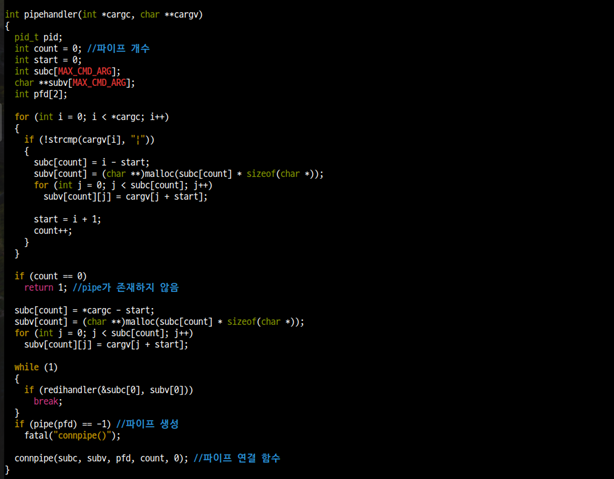 int pipehandler(int *cargc, char **cargv)
{
  pid_t pid;
  int count = 0; //파이프 개수
  int start = 0;
  int subc[MAX_CMD_ARG];
  char **subv[MAX_CMD_ARG];
  int pfd[2];

  for (int i = 0; i < *cargc; i++)
  {
    if (!strcmp(cargv[i], "|"))
    {
      subc[count] = i - start;
      subv[count] = (char **)malloc(subc[count] * sizeof(char *));
      for (int j = 0; j < subc[count]; j++)
        subv[count][j] = cargv[j + start];

      start = i + 1;
      count++;
    }
  }

  if (count == 0)
    return 1; //pipe가 존재하지 않음

  subc[count] = *cargc - start;
  subv[count] = (char **)malloc(subc[count] * sizeof(char *));
  for (int j = 0; j < subc[count]; j++)
    subv[count][j] = cargv[j + start];

  while (1)
  {
    if (redihandler(&subc[0], subv[0]))
      break;
  }
  if (pipe(pfd) == -1) //파이프 생성
    fatal("connpipe()");

  connpipe(subc, subv, pfd, count, 0); //파이프 연결 함수
}